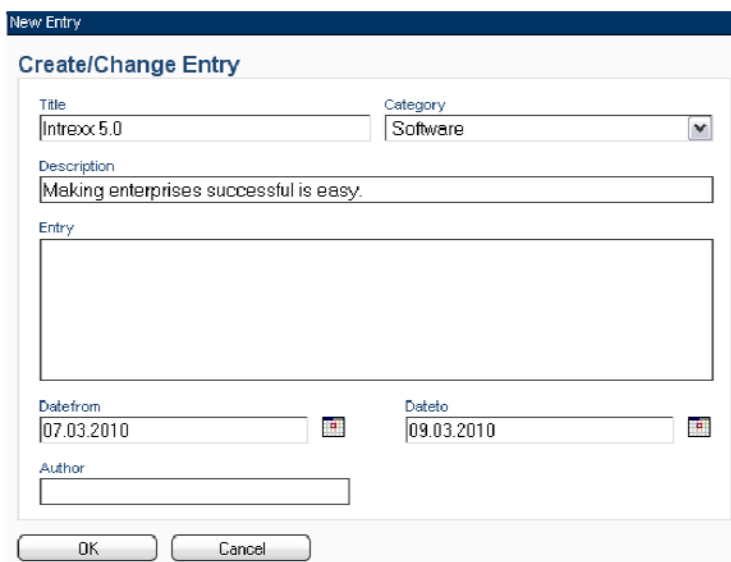 New Entry
Create/Change Entry
Title Category
Intrexx 5.0 Software
Description
Making enterprises successful is easy.
Entry
Datefrom Dateto
07.03.2010 09.03.2010
Author
OK Cancel